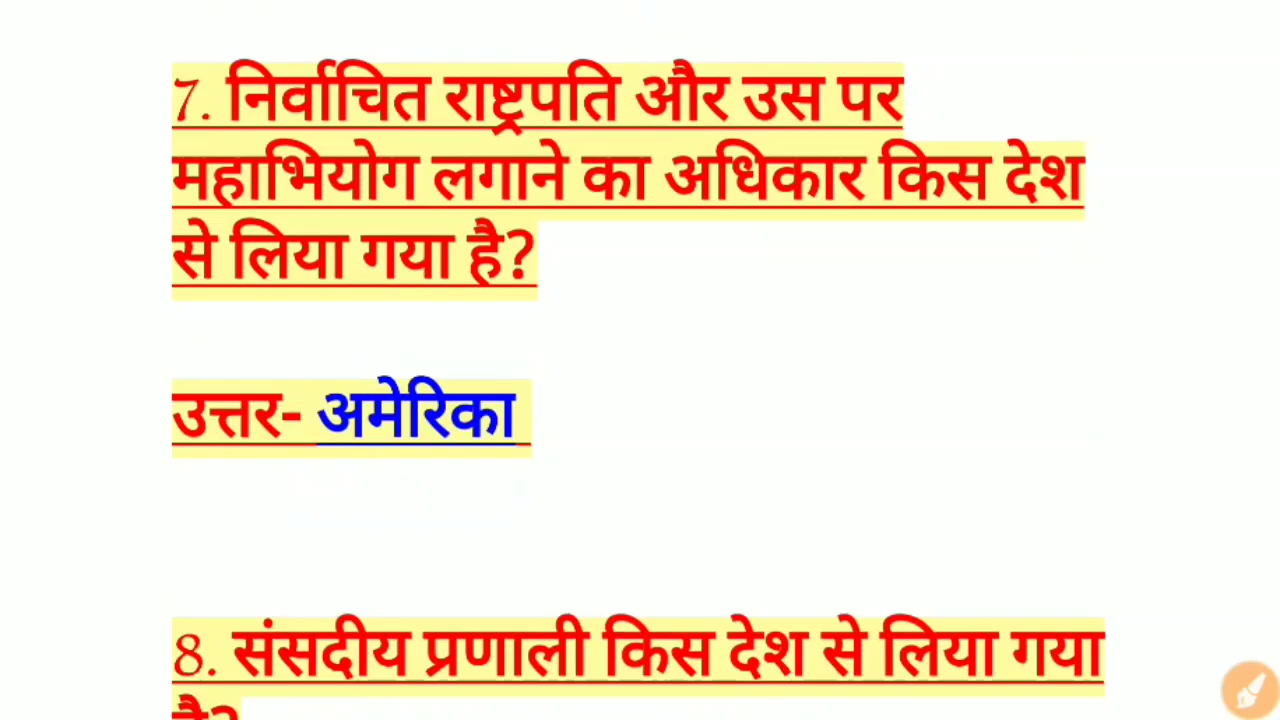 7. निर्वाचित राष्ट्रपति और उस पर
महाभियोग लगाने का अधिकार किस देश
से लिया गया है?
उत्तर- अमेरिका
8. संसदीय प्रणाली किस देश से लिया गया
है?